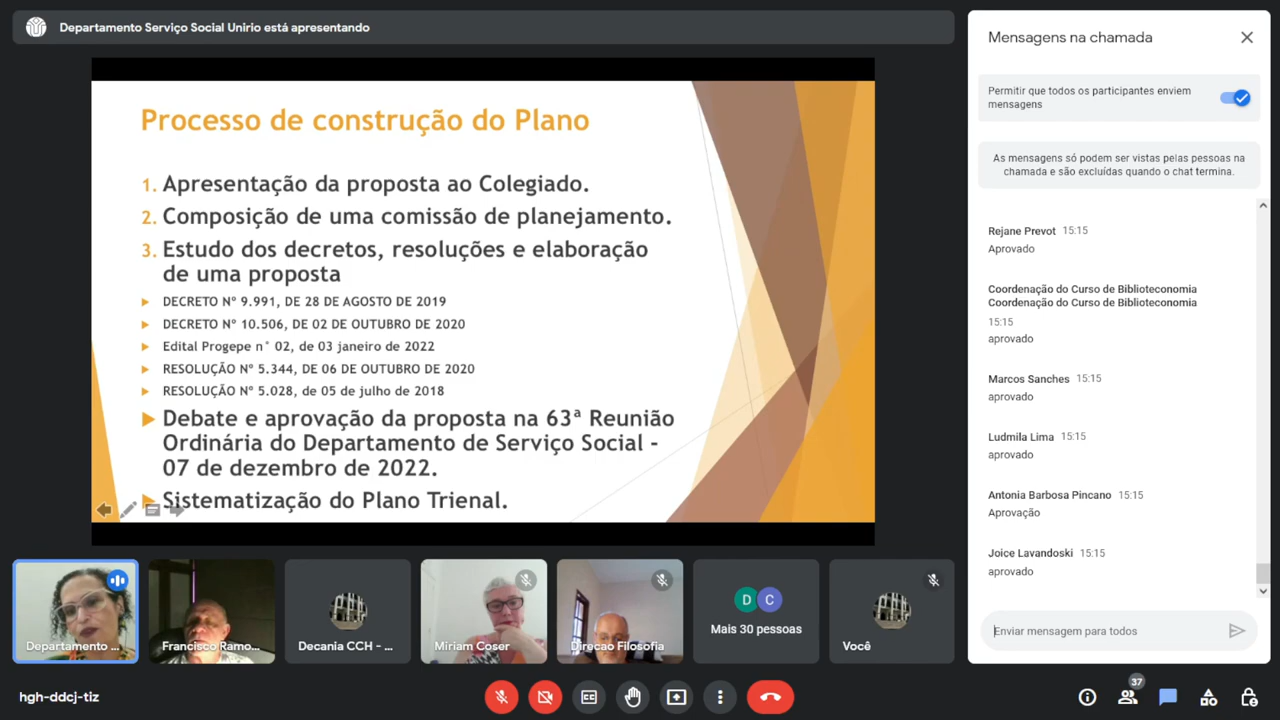 Departamento Serviço Social Unirio está apresentando
Processo de construção do Plano
1. Apresentação da proposta ao Colegiado.
2. Composição de uma comissão de planejamento.
3. Estudo dos decretos, resoluções e elaboração
de uma proposta
DECRETO Nº 9.991, DE 28 DE AGOSTO DE 2019
DECRETO Nº 10.506, DE 02 DE OUTUBRO DE 2020
Edital Progepe n° 02, de 03 janeiro de 2022
RESOLUÇÃO Nº 5.344, DE 06 DE OUTUBRO DE 2020
RESOLUÇÃO Nº 5.028, de 05 de julho de 2018
Debate e aprovação da proposta na 63ª Reunião
Ordinária do Departamento de Serviço Social -
07 de dezembro de 2022.
Sistematização do Plano Trienal.
Departamento ...
Francisco Ramo...
Decania CCH - ...
Miriam Coser
Direcao Filosofia
D C
Mais 30 pessoas
Você
hgh-ddcj-tiz
Mensagens na chamada
Permitir que todos os participantes enviem
mensagens
As mensagens só podem ser vistas pelas pessoas na
chamada e são excluídas quando o chat termina.
Rejane Prevot 15:15
Aprovado
Coordenação do Curso de Biblioteconomia
Coordenação do Curso de Biblioteconomia
15:15
aprovado
Marcos Sanches 15:15
aprovado
Ludmila Lima 15:15
aprovado
Antonia Barbosa Pincano 15:15
Aprovação
Joice Lavandoski 15:15
aprovado
Enviar mensagem para todos
37